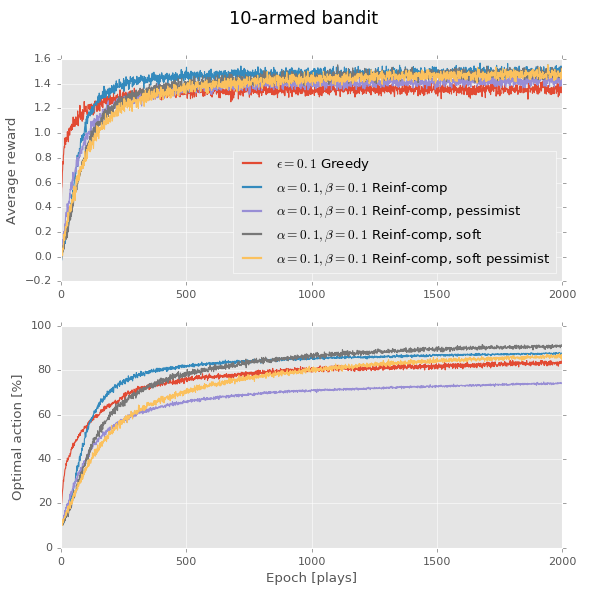 10-armed bandit
1.6
1.4
1.2
1.0
0.8
0.6
0.4
0.2
0.0
−0.2
Average reward
ϵ = 0.1 Greedy
α = 0.1, β = 0.1 Reinf-comp
α = 0.1, β = 0.1 Reinf-comp, pessimist
α = 0.1, β = 0.1 Reinf-comp, soft
α = 0.1, β = 0.1 Reinf-comp, soft pessimist
0 500 1000 1500 2000
100
80
60
40
20
0
Optimal action [%]
0 500 1000 1500 2000
Epoch [plays]